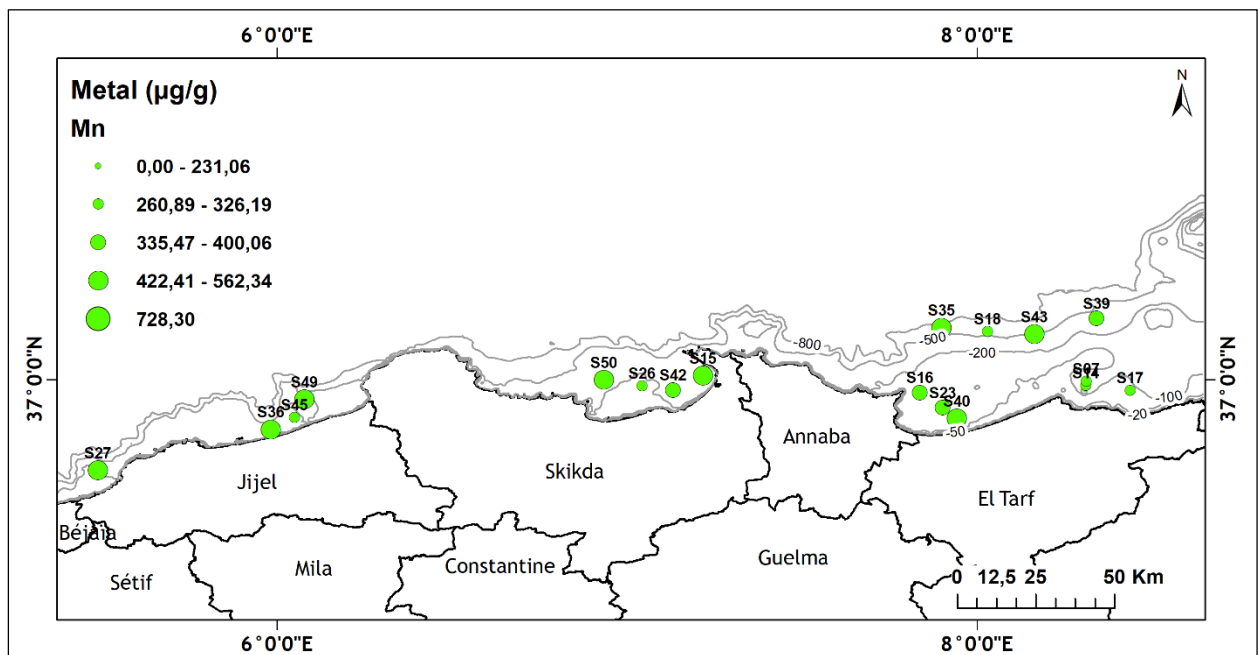 6°0'0"E 8°0'0"E
N
Metal (µg/g)
Mn
0,00 - 231,06
260,89 - 326,19
335,47 - 400,06
422,41 - 562,34
728,30
37°0'0"N
37°0'0"N
S35
S18
S43
S39
-800
-500
-200
S50
S26
S42
S15
S16
S23
S40
S07
S14
S17
-100
-20
-50
S49
S45
S36
S27
Annaba
Jijel
Skikda
El Tarf
Béjaïa
Sétif
Mila
Constantine
Guelma
0 12,5 25 50 Km
6°0'0"E 8°0'0"E